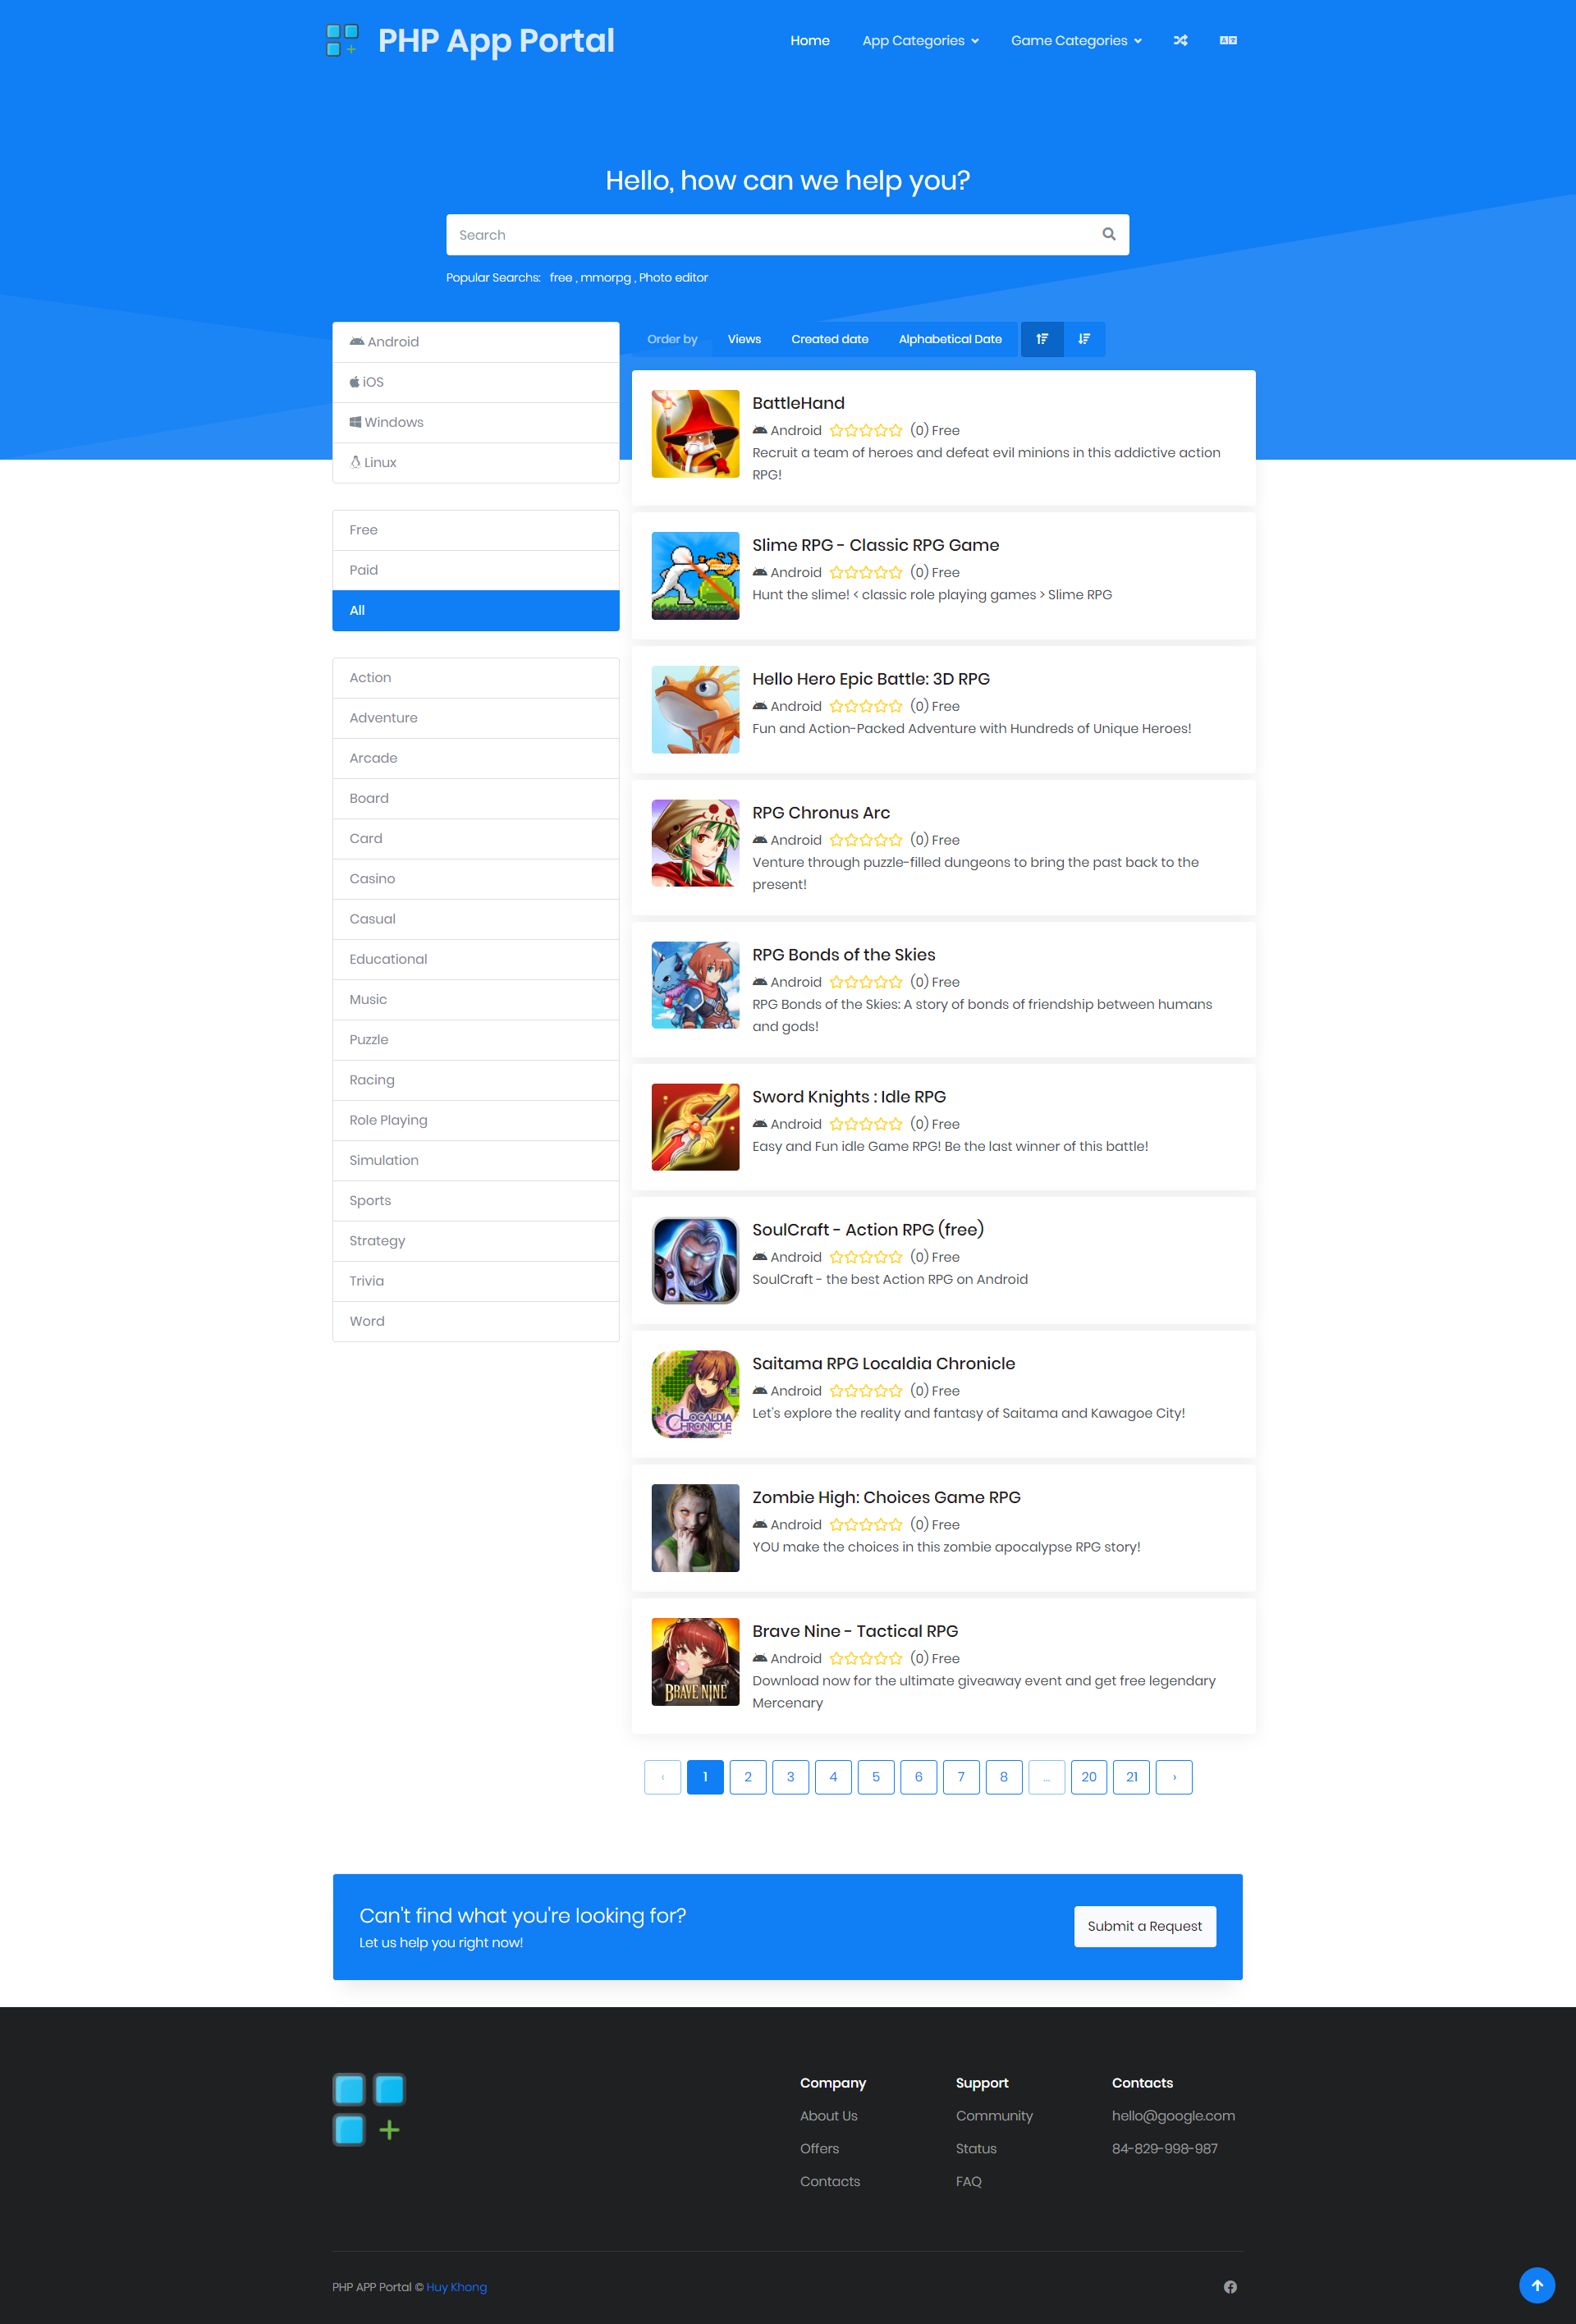 PHP App Portal
Home
App Categories
Game Categories
Hello, how can we help you?
Search
Popular Searchs: free , mmorpg , Photo editor
Android
iOS
Windows
Linux
Free
Paid
All
Action
Adventure
Arcade
Board
Card
Casino
Casual
Educational
Music
Puzzle
Racing
Role Playing
Simulation
Sports
Strategy
Trivia
Word
Order by
Views
Created date
Alphabetical Date
BattleHand
Android (0) Free
Recruit a team of heroes and defeat evil minions in this addictive action
RPG!
Slime RPG - Classic RPG Game
Android (0) Free
Hunt the slime! < classic role playing games > Slime RPG
Hello Hero Epic Battle: 3D RPG
Android (0) Free
Fun and Action-Packed Adventure with Hundreds of Unique Heroes!
RPG Chronus Arc
Android (0) Free
Venture through puzzle-filled dungeons to bring the past back to the
present!
RPG Bonds of the Skies
Android (0) Free
RPG Bonds of the Skies: A story of bonds of friendship between humans
and gods!
Sword Knights : Idle RPG
Android (0) Free
Easy and Fun idle Game RPG! Be the last winner of this battle!
SoulCraft - Action RPG (free)
Android (0) Free
SoulCraft - the best Action RPG on Android
LOCALDIA
CHRONICLE
Saitama RPG Localdia Chronicle
Android (0) Free
Let's explore the reality and fantasy of Saitama and Kawagoe City!
Zombie High: Choices Game RPG
Android (0) Free
YOU make the choices in this zombie apocalypse RPG story!
BRAVE NINE
Brave Nine - Tactical RPG
Android (0) Free
Download now for the ultimate giveaway event and get free legendary
Mercenary
‹ 1 2 3 4 5 6 7 8 ... 20 21 ›
Can't find what you're looking for?
Let us help you right now!
Submit a Request
Company
About Us
Offers
Contacts
Support
Community
Status
FAQ
Contacts
hello@google.com
84-829-998-987
PHP APP Portal © Huy Khong